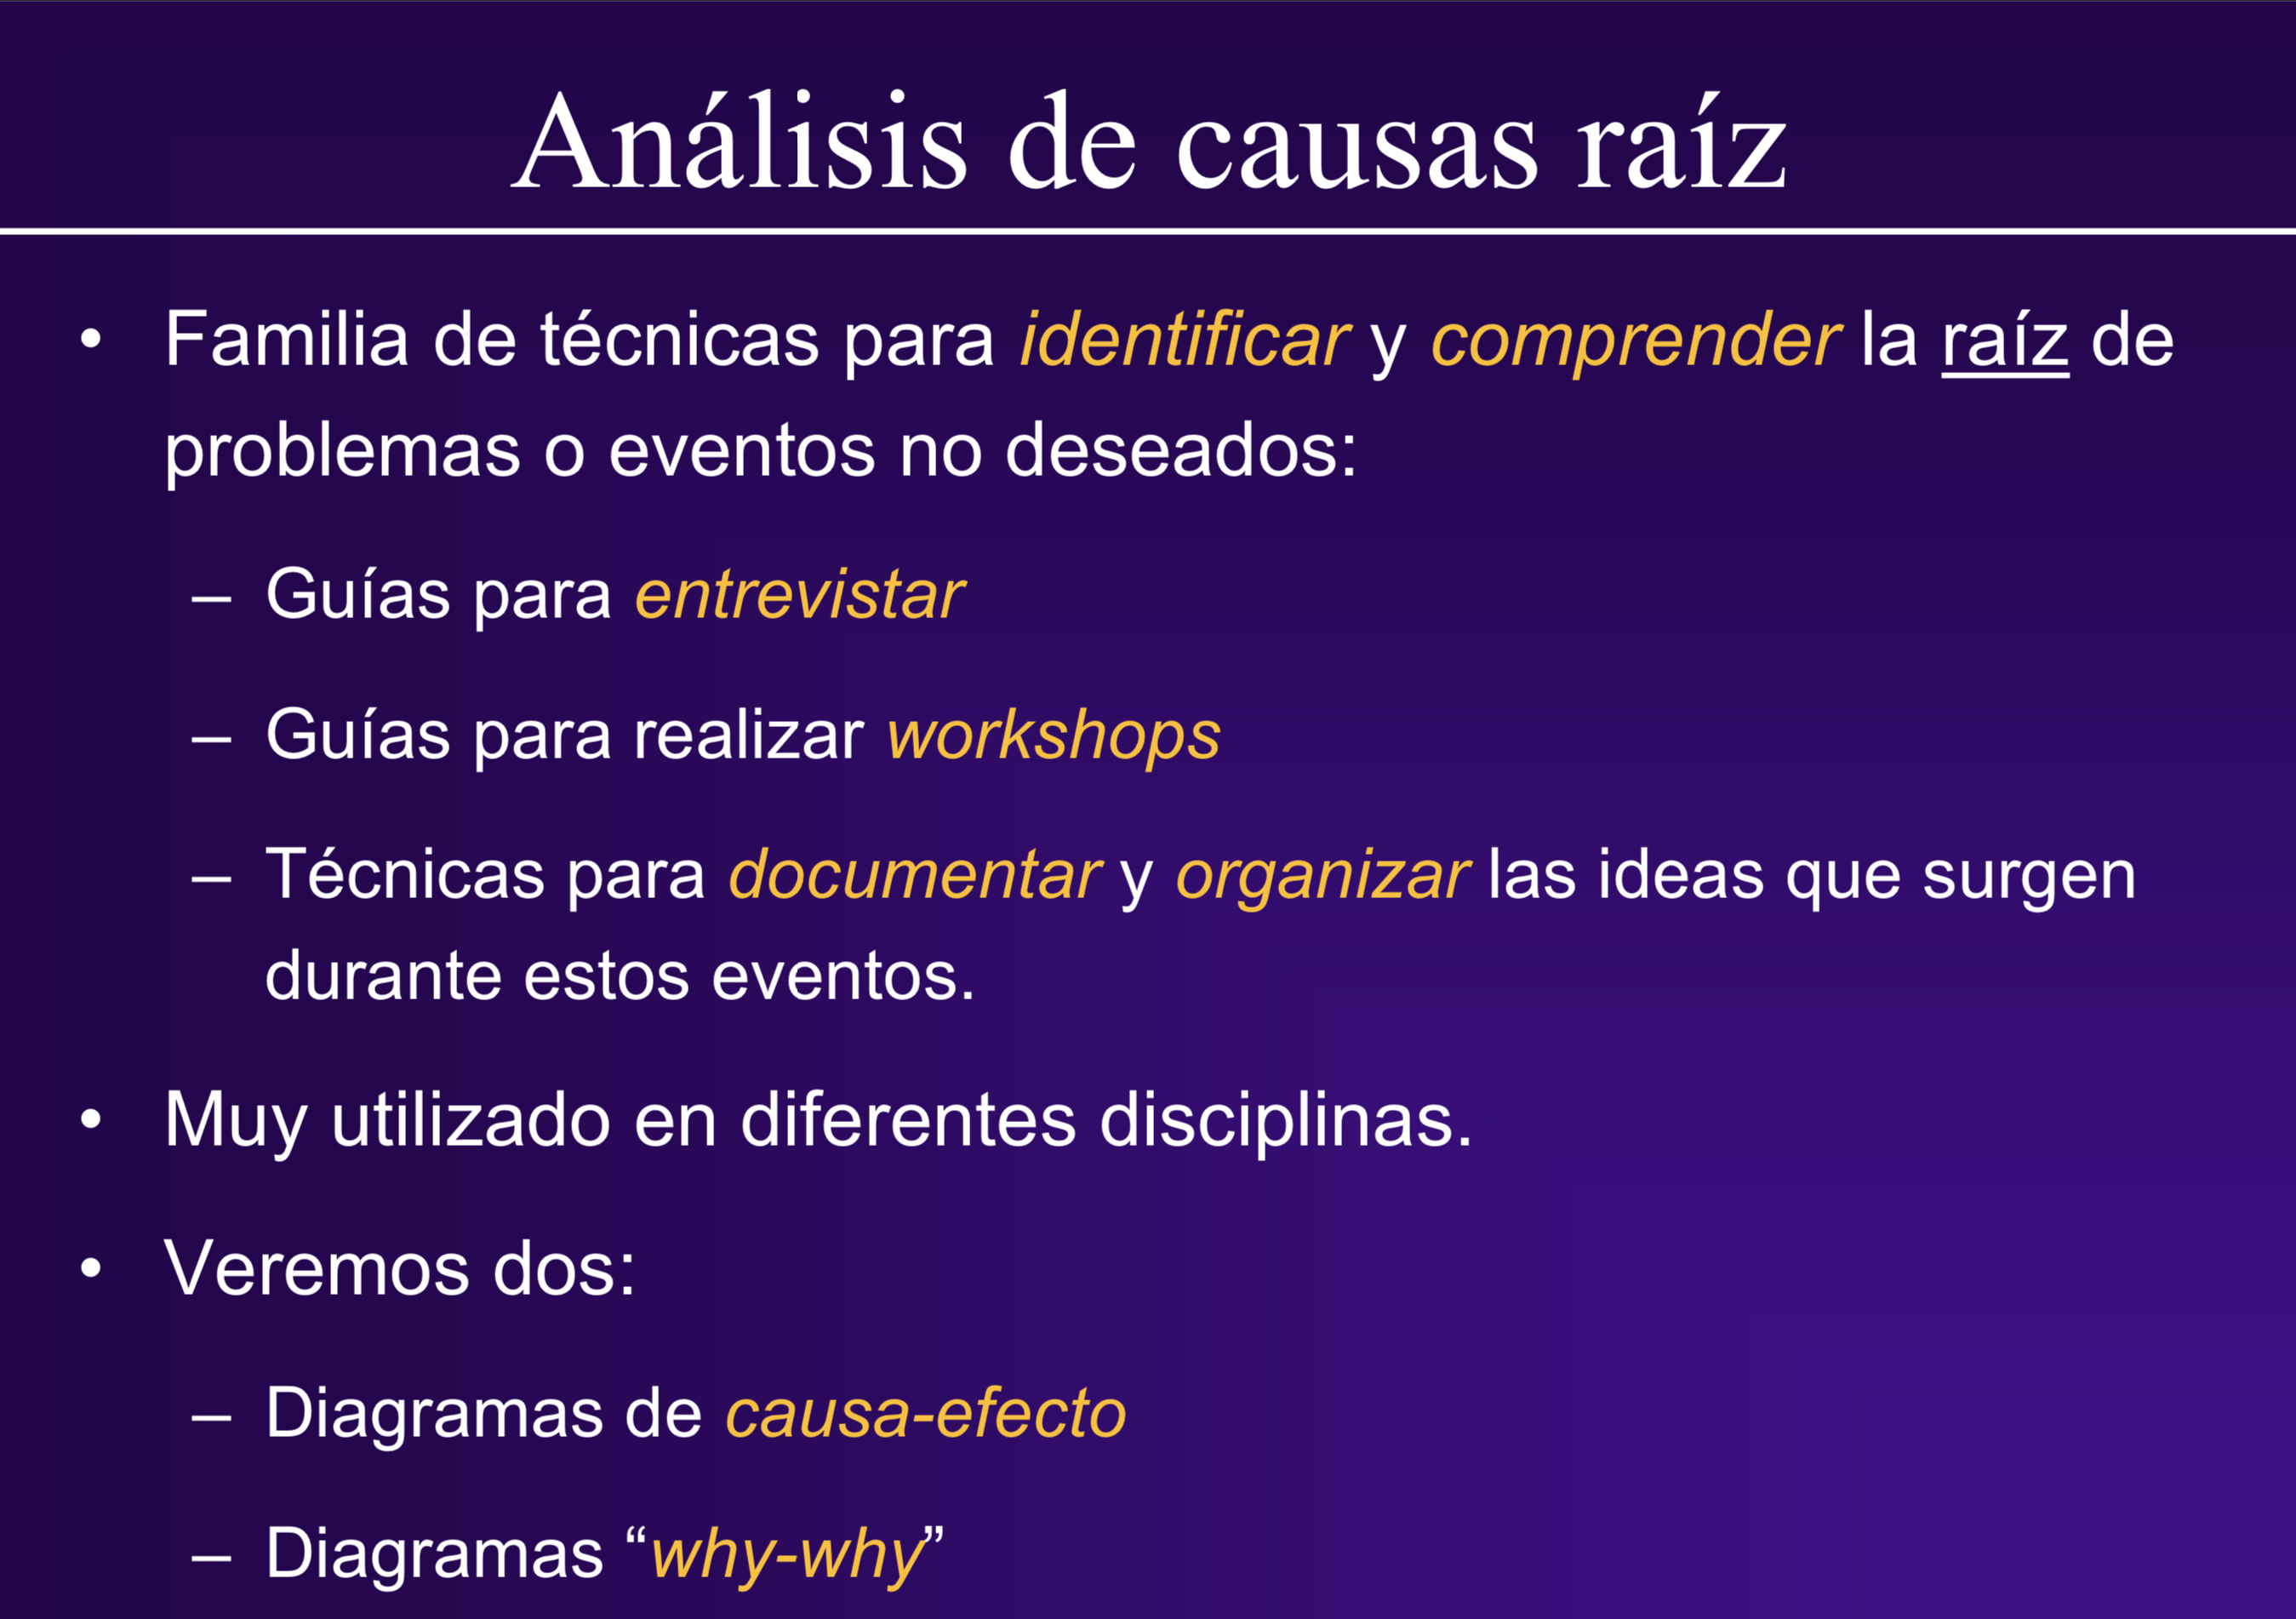 Análisis de causas raíz
• Familia de técnicas para identificar y comprender la raíz de
problemas o eventos no deseados:
– Guías para entrevistar
– Guías para realizar workshops
– Técnicas para documentar y organizar las ideas que surgen
durante estos eventos.
• Muy utilizado en diferentes disciplinas.
• Veremos dos:
– Diagramas de causa-efecto
– Diagramas “why-why”